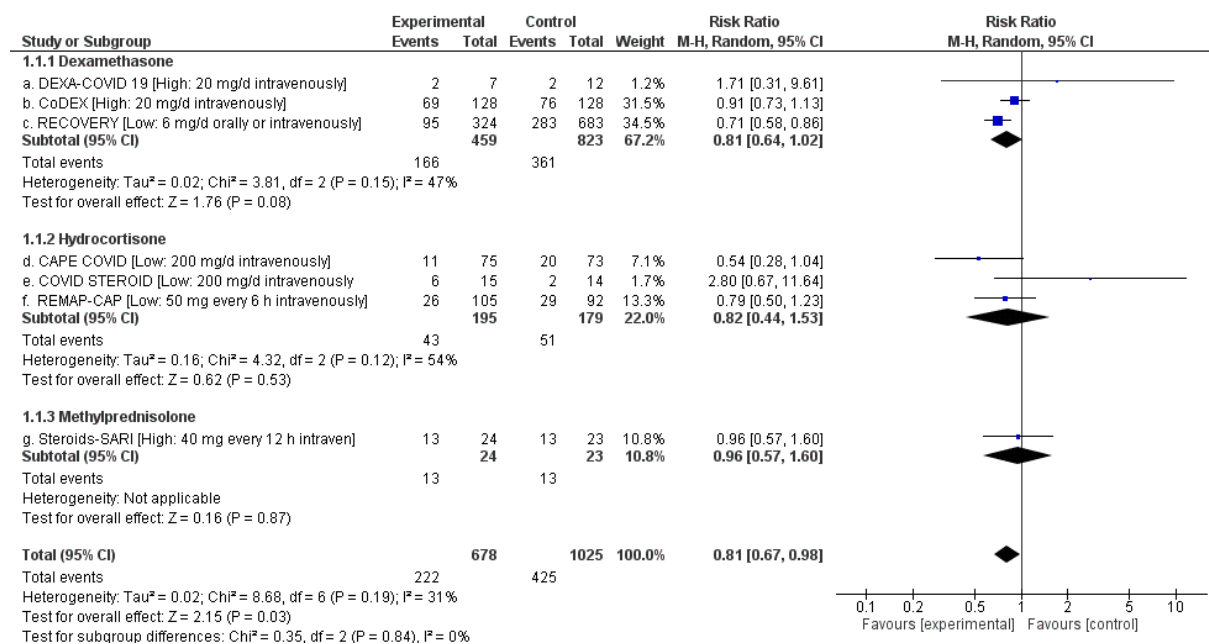 Experimental Control Risk Ratio Risk Ratio
Study or Subgroup Events Total Events Total Weight M-H, Random, 95% CI M-H, Random, 95% CI
1.1.1 Dexamethasone
a. DEXA-COVID 19 [High: 20 mg/d intravenously] 2 7 2 12 1.2% 1.71 [0.31, 9.61]
b. CoDEX [High: 20 mg/d intravenously] 69 128 76 128 31.5% 0.91 [0.73, 1.13]
c. RECOVERY [Low: 6 mg/d orally or intravenously] 95 324 283 683 34.5% 0.71 [0.58, 0.86]
Subtotal (95% CI) 459 823 67.2% 0.81 [0.64, 1.02]
Total events 166 361
Heterogeneity: Tau² = 0.02; Chi² = 3.81, df = 2 (P = 0.15); I² = 47%
Test for overall effect: Z = 1.76 (P = 0.08)
1.1.2 Hydrocortisone
d. CAPE COVID [Low: 200 mg/d intravenously] 11 75 20 73 7.1% 0.54 [0.28, 1.04]
e. COVID STEROID [Low: 200 mg/d intravenously 6 15 2 14 1.7% 2.80 [0.67, 11.64]
f. REMAP-CAP [Low: 50 mg every 6 h intravenously] 26 105 29 92 13.3% 0.79 [0.50, 1.23]
Subtotal (95% CI) 195 179 22.0% 0.82 [0.44, 1.53]
Total events 43 51
Heterogeneity: Tau² = 0.16; Chi² = 4.32, df = 2 (P = 0.12); I² = 54%
Test for overall effect: Z = 0.62 (P = 0.53)
1.1.3 Methylprednisolone
g. Steroids-SARI [High: 40 mg every 12 h intraven] 13 24 13 23 10.8% 0.96 [0.57, 1.60]
Subtotal (95% CI) 24 23 10.8% 0.96 [0.57, 1.60]
Total events 13 13
Heterogeneity: Not applicable
Test for overall effect: Z = 0.16 (P = 0.87)
Total (95% CI) 678 1025 100.0% 0.81 [0.67, 0.98]
Total events 222 425
Heterogeneity: Tau² = 0.02; Chi² = 8.68, df = 6 (P = 0.19); I² = 31%
Test for overall effect: Z = 2.15 (P = 0.03)
Test for subgroup differences: Chi² = 0.35, df = 2 (P = 0.84), I² = 0%
0.1 0.2 0.5 1 2 5 10
Favours [experimental] Favours [control]